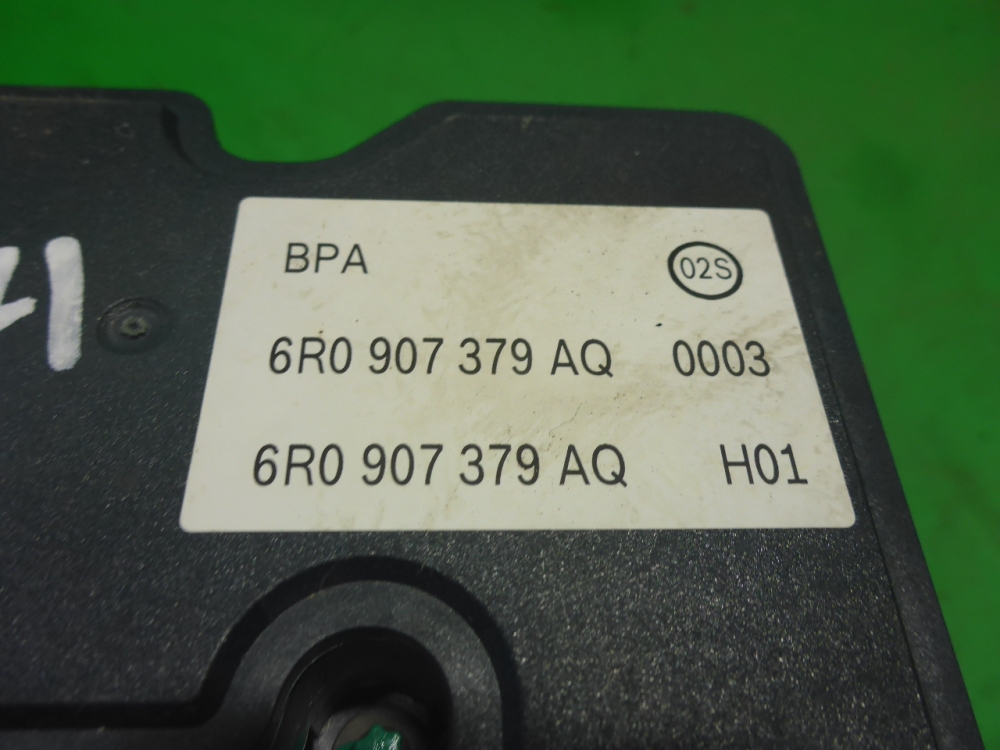 BPA 02S
6R0 907 379 AQ 0003
6R0 907 379 AQ H01